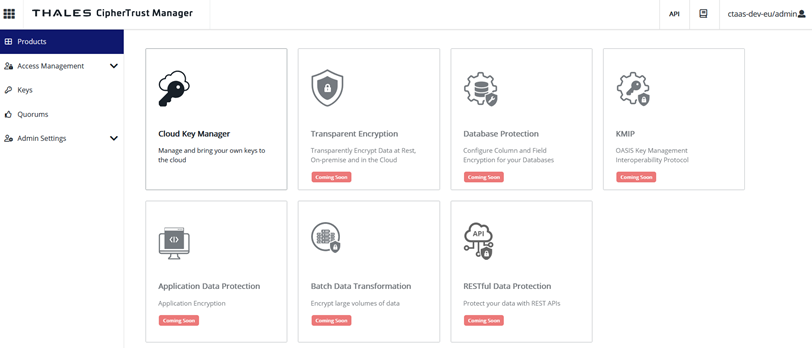 THALES CipherTrust Manager
API
ctaas-dev-eu/admin
Products
Access Management
Keys
Quorums
Admin Settings
Cloud Key Manager
Manage and bring your own keys to
the cloud
Transparent Encryption
Transparently Encrypt Data at Rest,
On-premise and in the Cloud
Coming Soon
Database Protection
Configure Column and Field
Encryption for your Databases
Coming Soon
KMIP
OASIS Key Management
Interoperability Protocol
Coming Soon
Application Data Protection
Application Encryption
Coming Soon
Batch Data Transformation
Encrypt large volumes of data
Coming Soon
API
RESTful Data Protection
Protect your data with REST APIs
Coming Soon